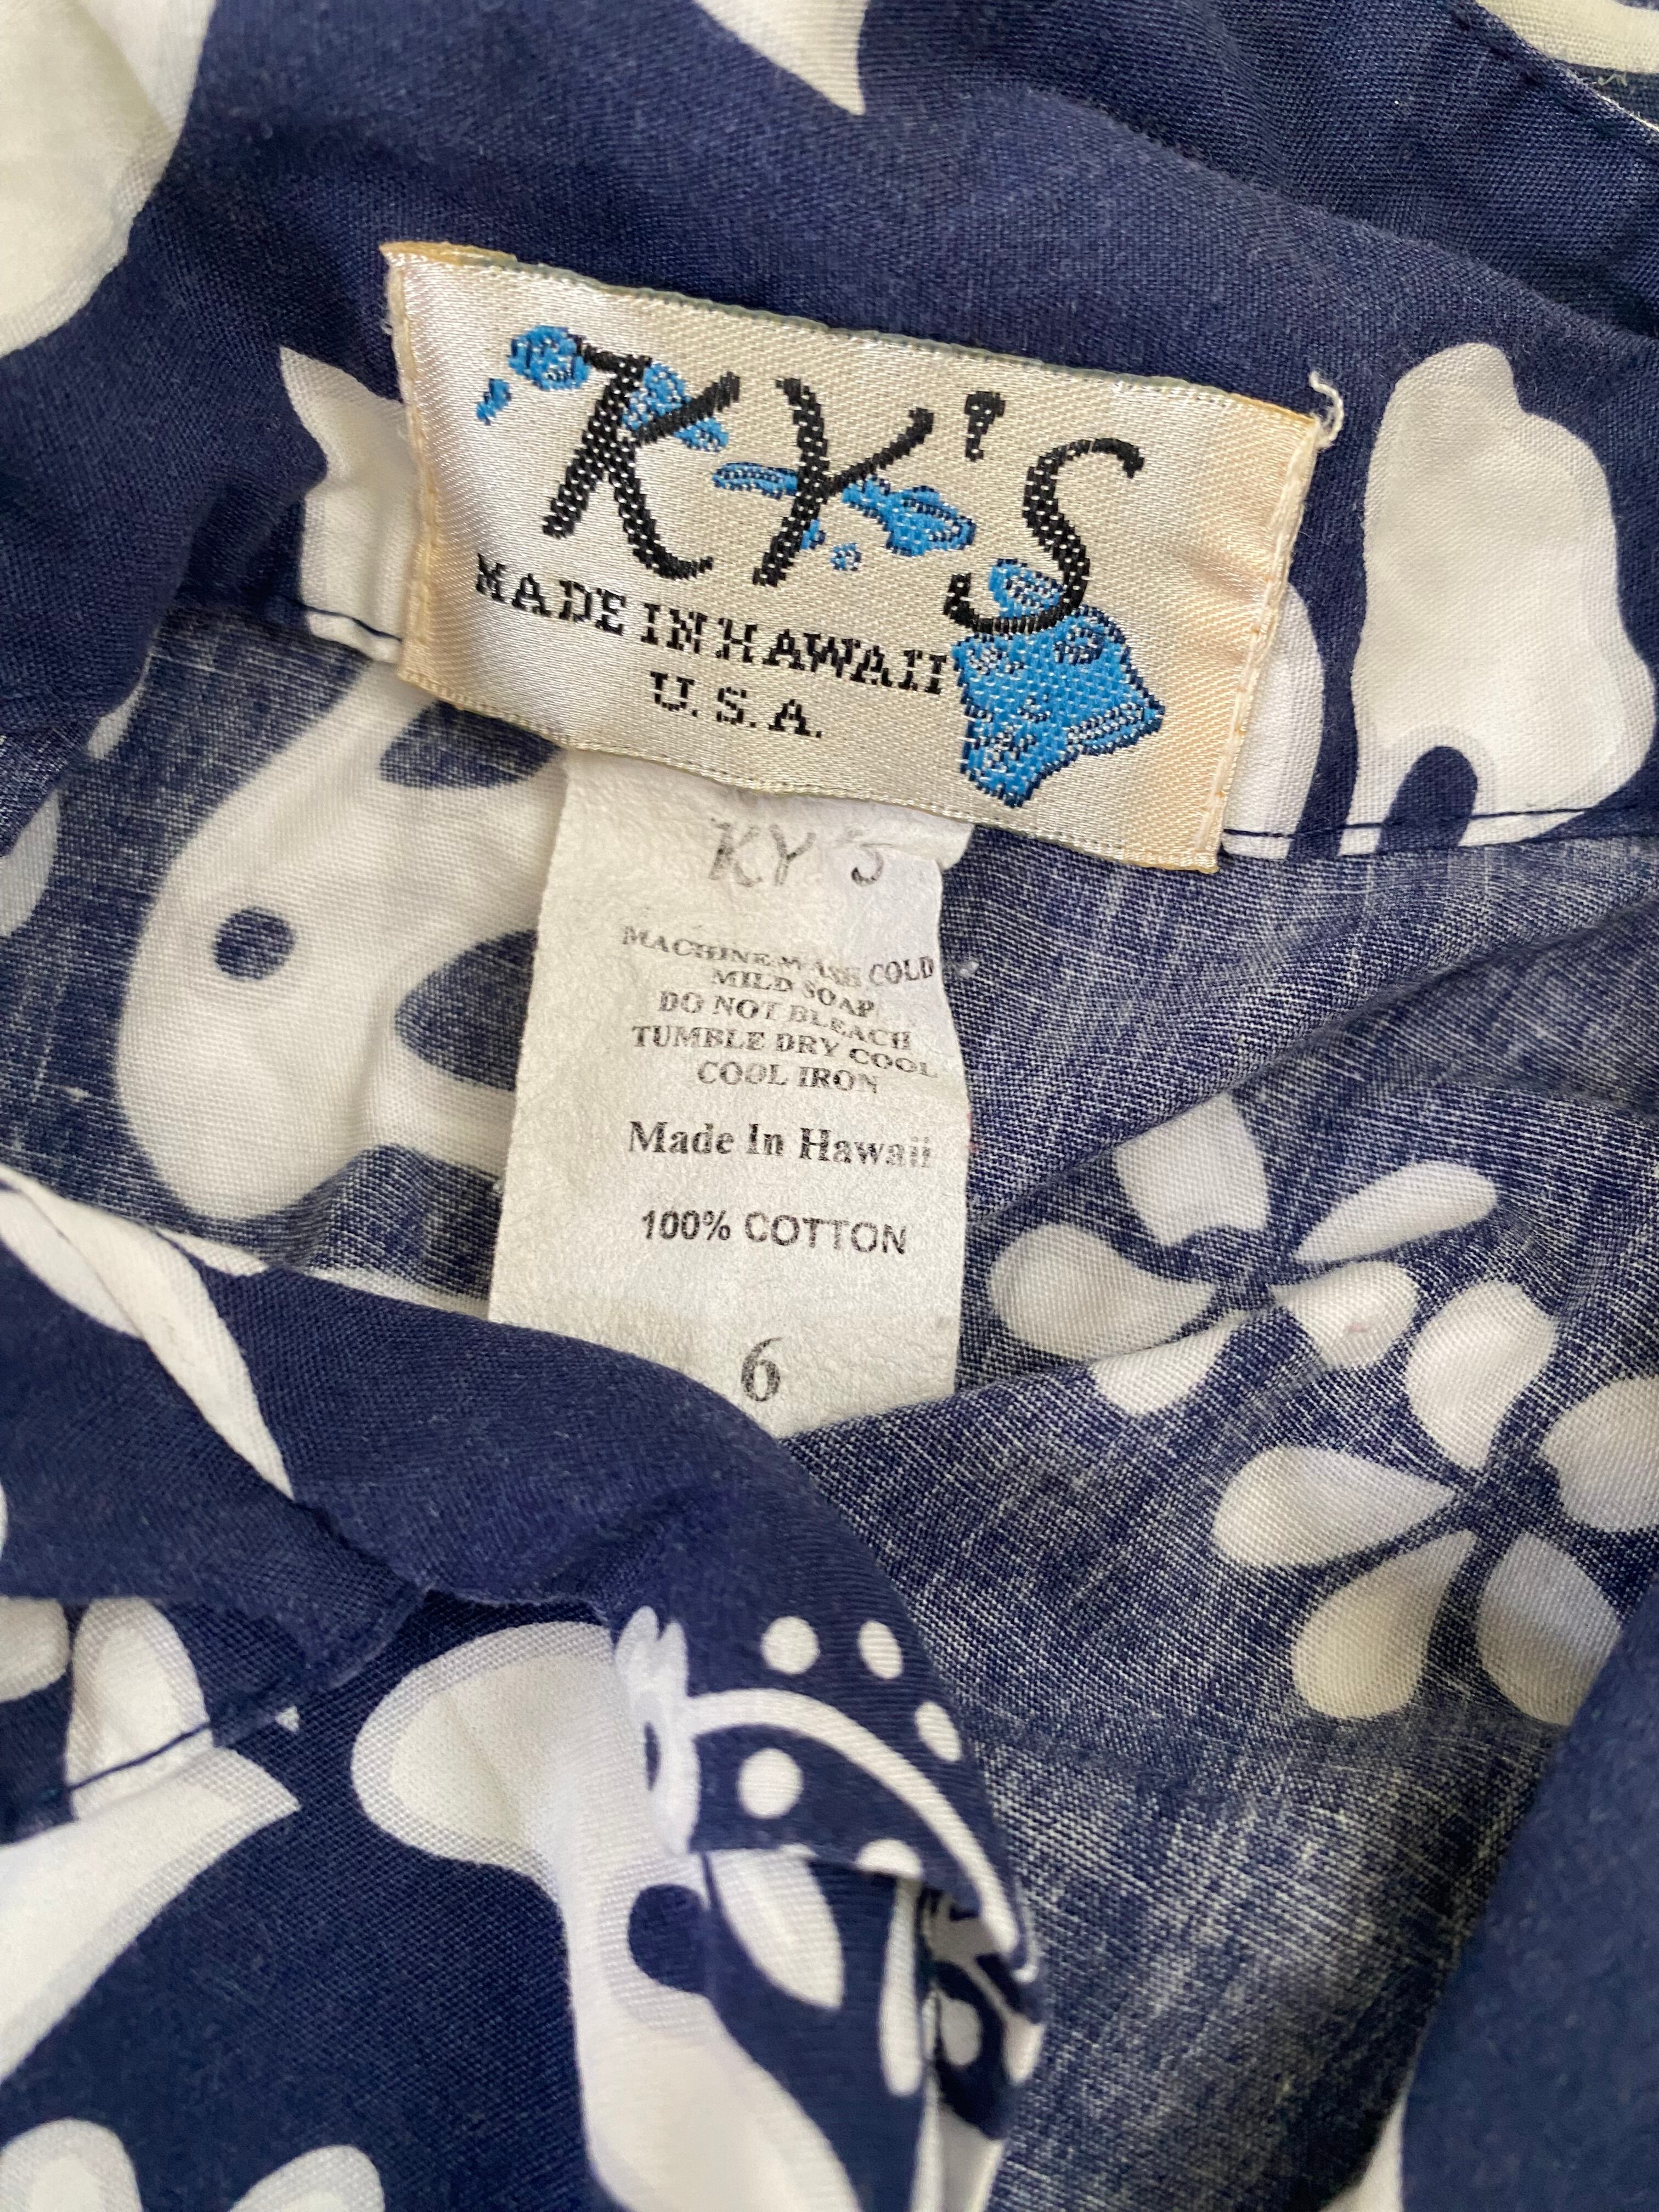 KY'S
MADE IN HAWAII
U.S.A.
KY'S
MACHINE WASH COLD
MILD SOAP
DO NOT BLEACH
TUMBLE DRY COOL
COOL IRON
Made In Hawaii
100% COTTON
6